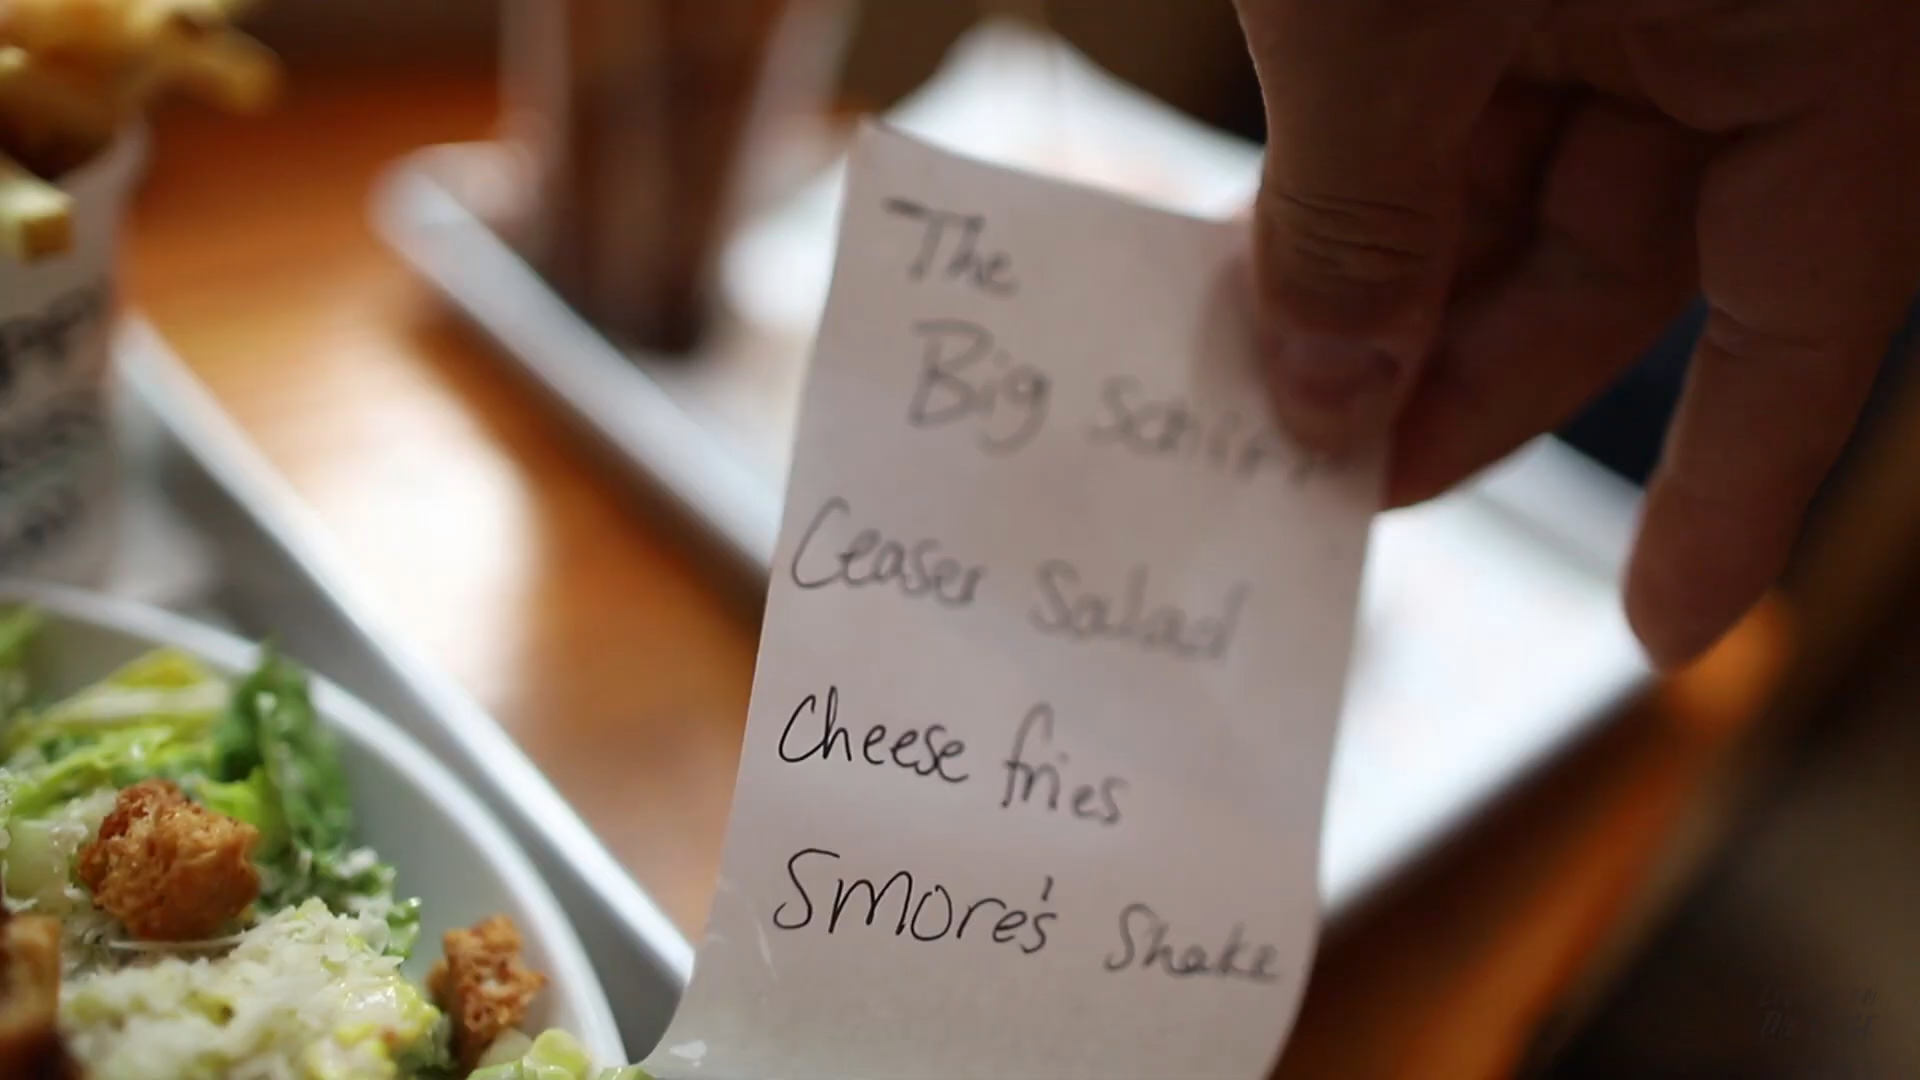 The
Big
Ceaser Salad
Cheese fries
Smore's Shake